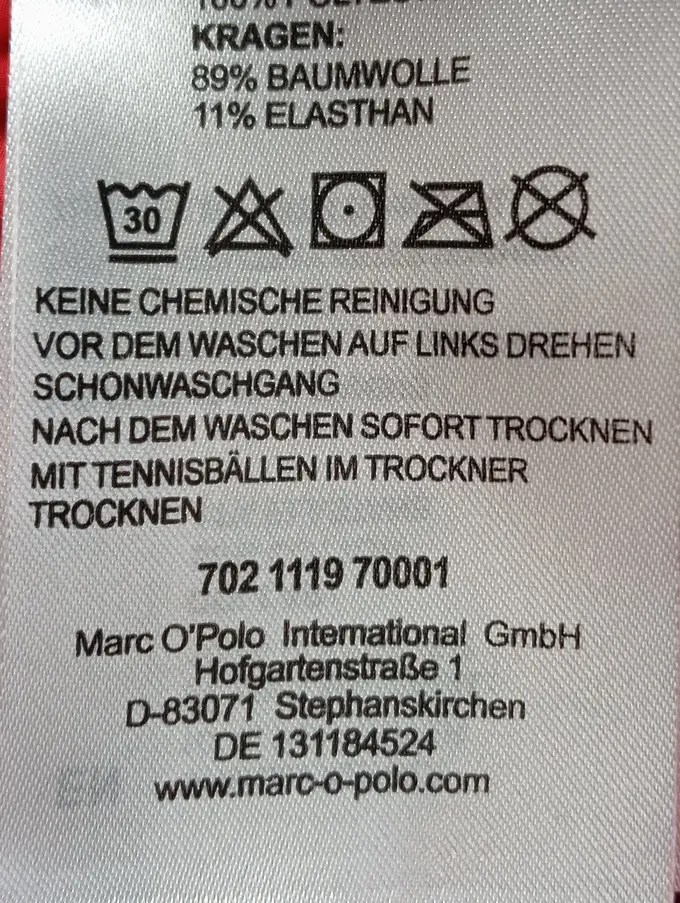 KRAGEN:
89% BAUMWOLLE
11% ELASTHAN
30
KEINE CHEMISCHE REINIGUNG
VOR DEM WASCHEN AUF LINKS DREHEN
SCHONWASCHGANG
NACH DEM WASCHEN SOFORT TROCKNEN
MIT TENNISBÄLLEN IM TROCKNER
TROCKNEN
702 1119 70001
Marc O'Polo International GmbH
Hofgartenstraße 1
D-83071 Stephanskirchen
DE 131184524
www.marc-o-polo.com